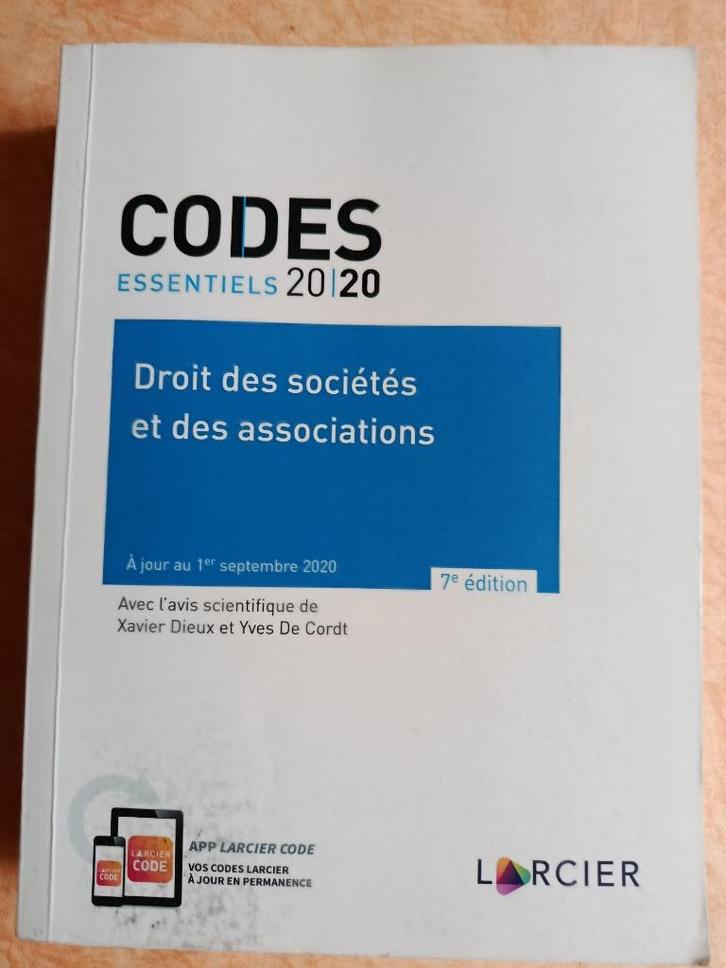 CODES
ESSENTIELS 20|20
Droit des sociétés
et des associations
À jour au 1er septembre 2020
7e édition
Avec l'avis scientifique de
Xavier Dieux et Yves De Cordt
LARCIER
CODE
LARCIER
CODE
APP LARCIER CODE
VOS CODES LARCIER
À JOUR EN PERMANENCE
LARCIER